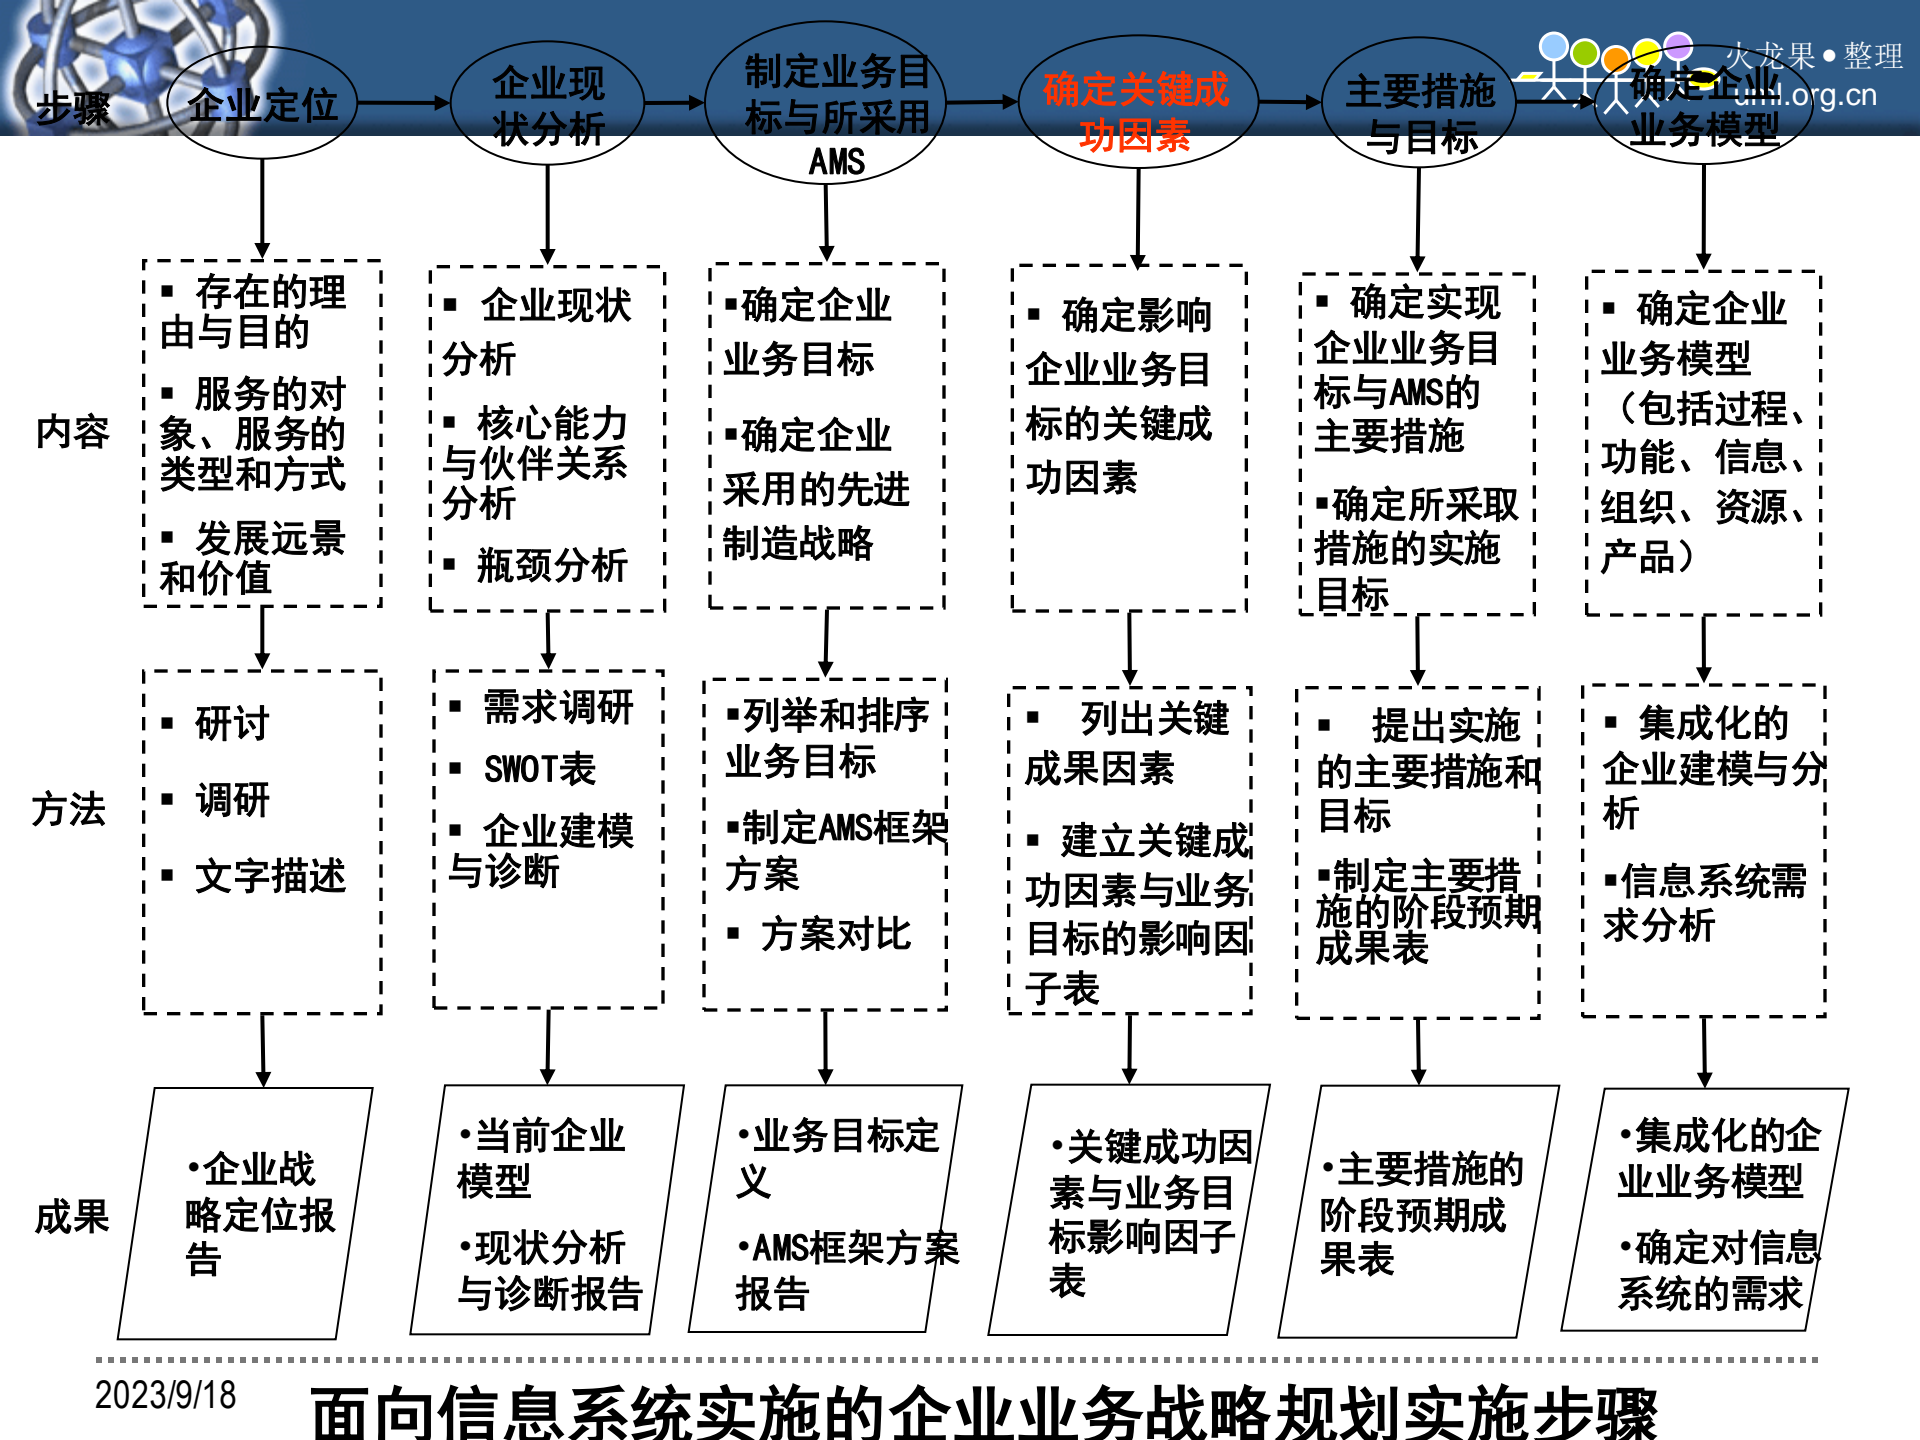 火龙果●整理
uml.org.cn
步骤
企业定位
企业现
状分析
制定业务目
标与所采用
AMS
确定关键成
功因素
主要措施
与目标
确定企业
业务模型
内容
▪ 存在的理
由与目的
▪ 服务的对
象、服务的
类型和方式
▪ 发展远景
和价值
▪ 企业现状
分析
▪ 核心能力
与伙伴关系
分析
▪ 瓶颈分析
▪确定企业
业务目标
▪确定企业
采用的先进
制造战略
▪ 确定影响
企业业务目
标的关键成
功因素
▪ 确定实现
企业业务目
标与AMS的
主要措施
▪确定所采取
措施的实施
目标
▪ 确定企业
业务模型
（包括过程、
功能、信息、
组织、资源、
产品）
方法
▪ 研讨
▪ 调研
▪ 文字描述
▪ 需求调研
▪ SWOT表
▪ 企业建模
与诊断
▪列举和排序
业务目标
▪制定AMS框架
方案
▪ 方案对比
▪ 列出关键
成果因素
▪ 建立关键成
功因素与业务
目标的影响因
子表
▪ 提出实施
的主要措施和
目标
▪制定主要措
施的阶段预期
成果表
▪ 集成化的
企业建模与分
析
▪信息系统需
求分析
成果
•企业战
略定位报
告
•当前企业
模型
•现状分析
与诊断报告
•业务目标定
义
•AMS框架方案
报告
•关键成功因
素与业务目
标影响因子
表
•主要措施的
阶段预期成
果表
•集成化的企
业业务模型
•确定对信息
系统的需求
2023/9/18
面向信息系统实施的企业业务战略规划实施步骤